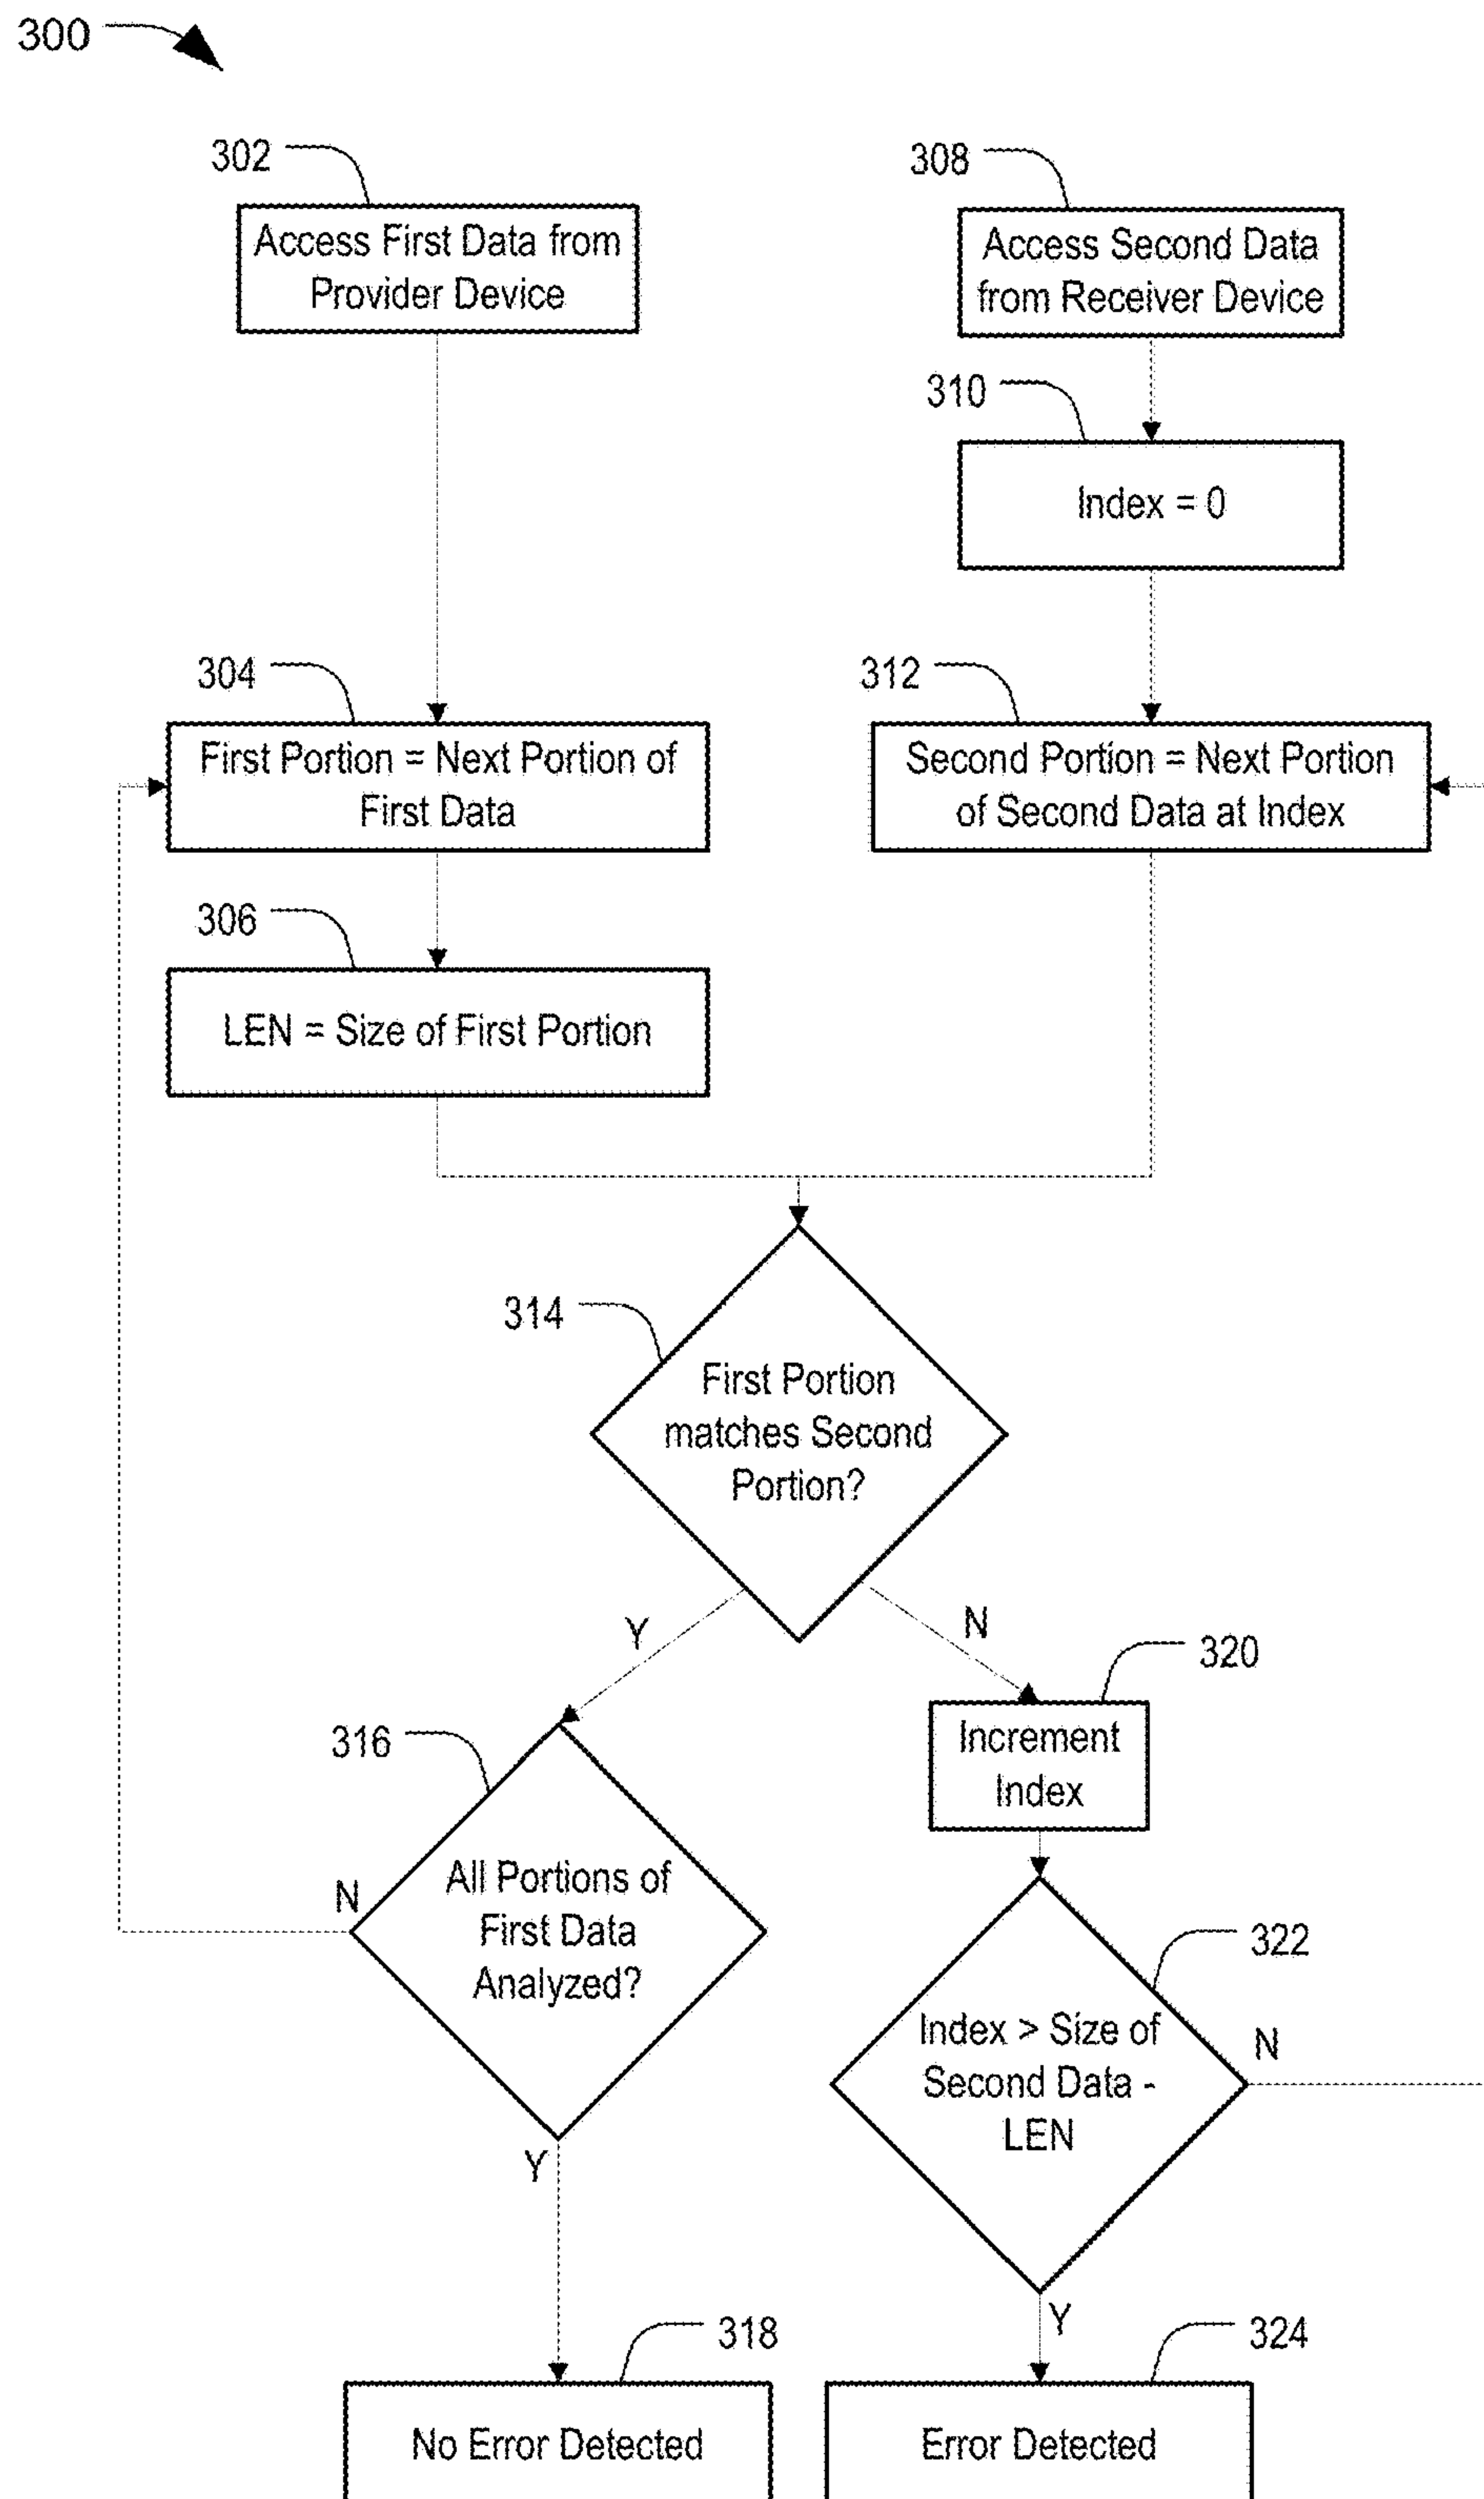 300
302
Access First Data from
Provider Device
308
Access Second Data
from Receiver Device
310
Index = 0
304
First Portion = Next Portion of
First Data
312
Second Portion = Next Portion
of Second Data at Index
306
LEN = Size of First Portion
314
First Portion
matches Second
Portion?
Y
N
320
Increment
Index
316
All Portions of
First Data
Analyzed?
N
Y
322
Index > Size of
Second Data -
LEN
N
Y
318
No Error Detected
324
Error Detected